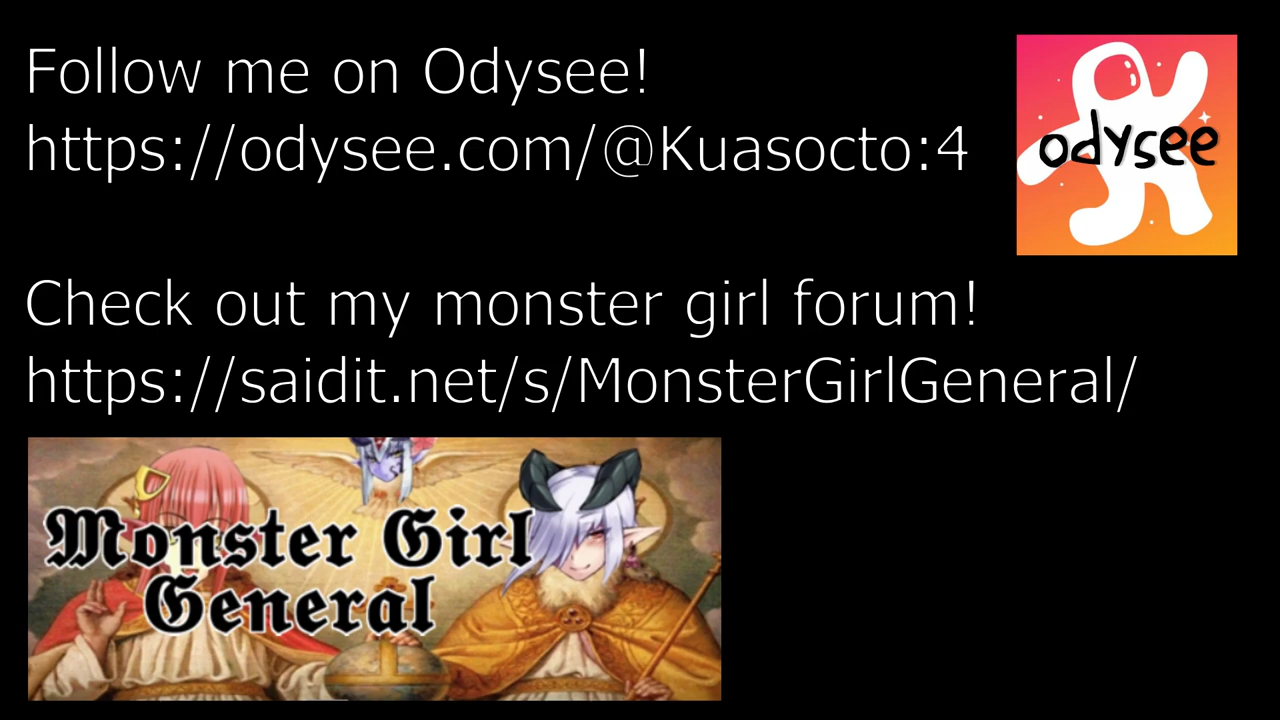 Follow me on Odysee!
https://odysee.com/@Kuasocto:4
odysee
Check out my monster girl forum!
https://saidit.net/s/MonsterGirlGeneral/
Monster Girl
General